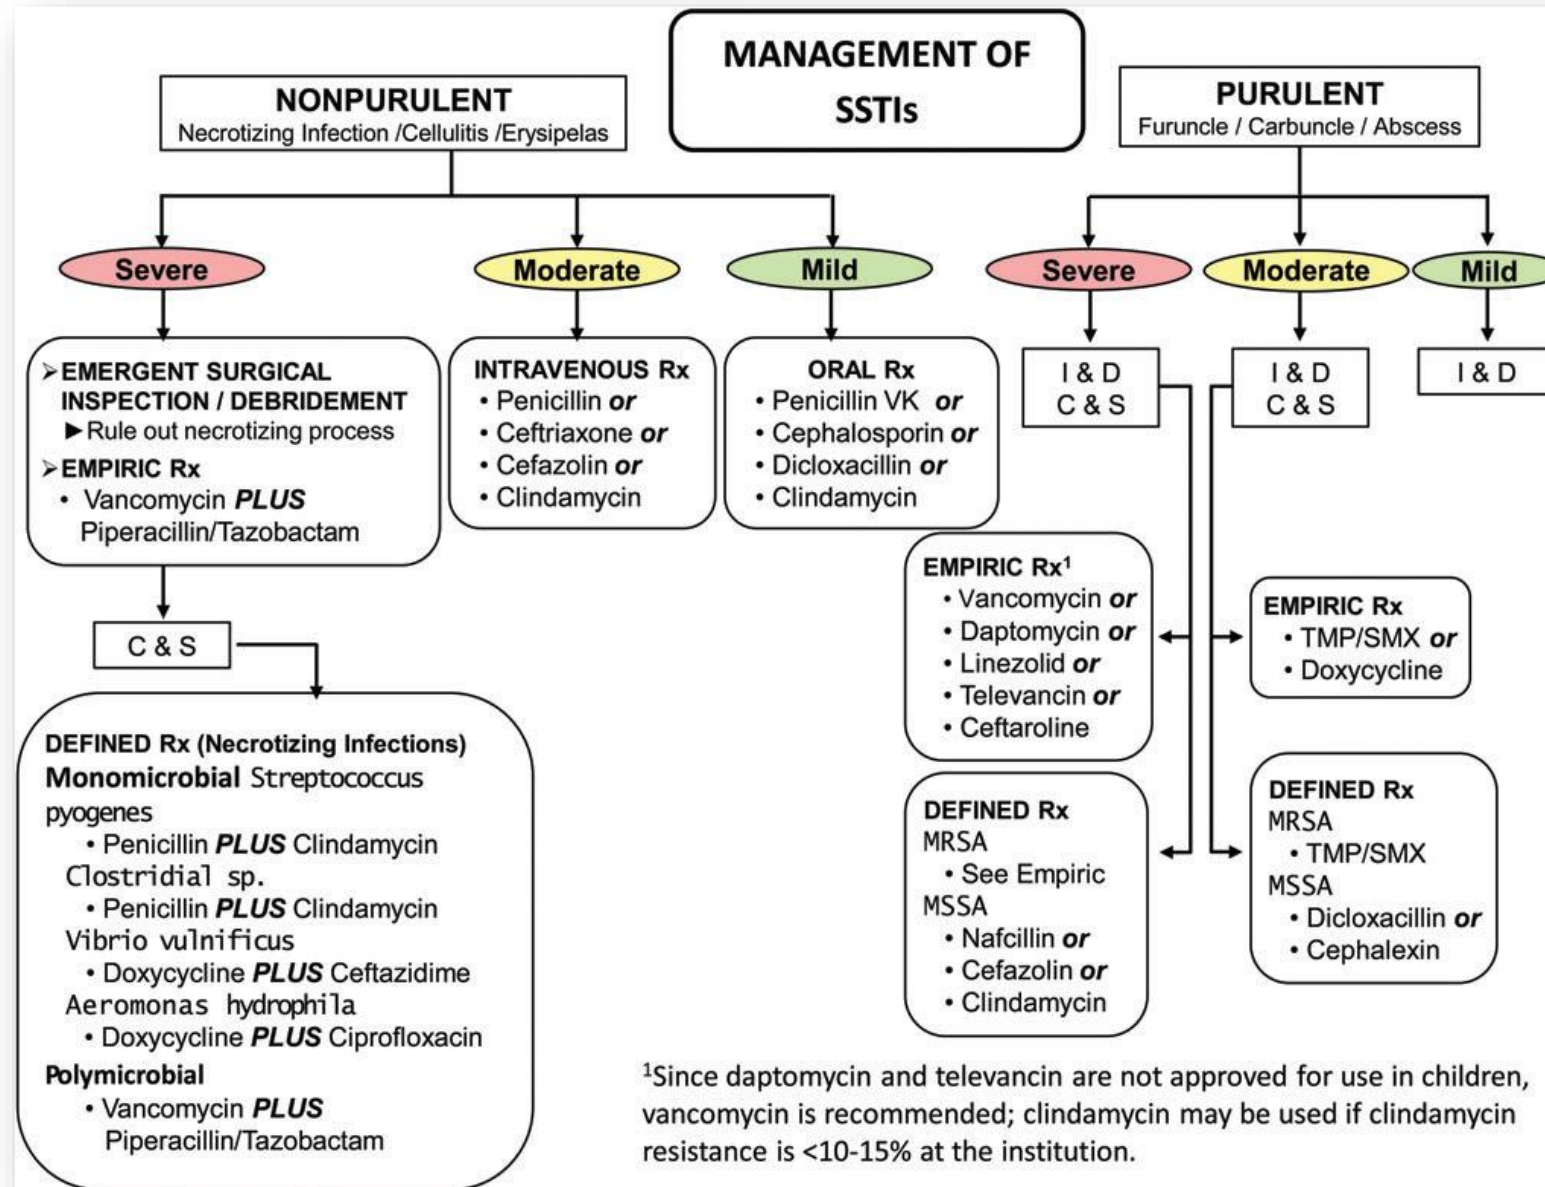 MANAGEMENT OF
SSTIs
NONPURULENT
Necrotizing Infection /Cellulitis /Erysipelas
Severe
Moderate
Mild
➢EMERGENT SURGICAL
INSPECTION / DEBRIDEMENT
►Rule out necrotizing process
➢EMPIRIC Rx
• Vancomycin PLUS
Piperacillin/Tazobactam
INTRAVENOUS Rx
• Penicillin or
• Ceftriaxone or
• Cefazolin or
• Clindamycin
ORAL Rx
• Penicillin VK or
• Cephalosporin or
• Dicloxacillin or
• Clindamycin
C & S
DEFINED Rx (Necrotizing Infections)
Monomicrobial Streptococcus
pyogenes
• Penicillin PLUS Clindamycin
Clostridial sp.
• Penicillin PLUS Clindamycin
Vibrio vulnificus
• Doxycycline PLUS Ceftazidime
Aeromonas hydrophila
• Doxycycline PLUS Ciprofloxacin
Polymicrobial
• Vancomycin PLUS
Piperacillin/Tazobactam
PURULENT
Furuncle / Carbuncle / Abscess
Severe
Moderate
Mild
I & D
C & S
I & D
C & S
I & D
EMPIRIC Rx¹
• Vancomycin or
• Daptomycin or
• Linezolid or
• Televancin or
• Ceftaroline
EMPIRIC Rx
• TMP/SMX or
• Doxycycline
DEFINED Rx
MRSA
• See Empiric
MSSA
• Nafcillin or
• Cefazolin or
• Clindamycin
DEFINED Rx
MRSA
• TMP/SMX
MSSA
• Dicloxacillin or
• Cephalexin
¹Since daptomycin and televancin are not approved for use in children,
vancomycin is recommended; clindamycin may be used if clindamycin
resistance is <10-15% at the institution.